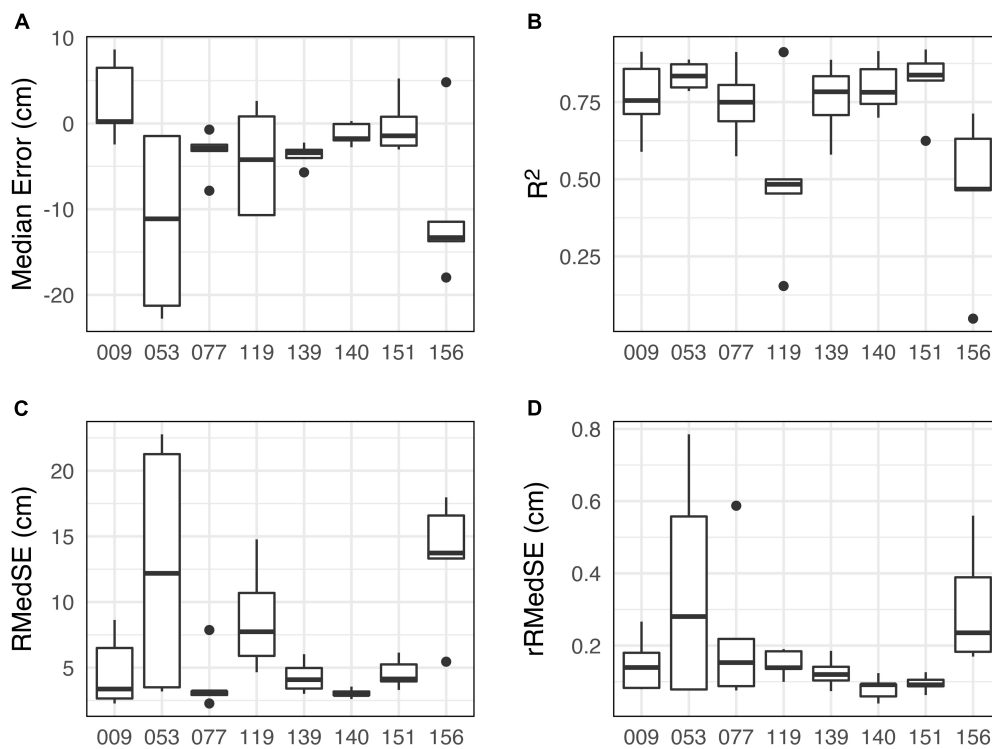 A
Median Error (cm)
10
0
-10
-20
009 053 077 119 139 140 151 156
B
R²
0.75
0.50
0.25
009 053 077 119 139 140 151 156
C
RMedSE (cm)
20
15
10
5
009 053 077 119 139 140 151 156
D
rRMedSE (cm)
0.8
0.6
0.4
0.2
009 053 077 119 139 140 151 156